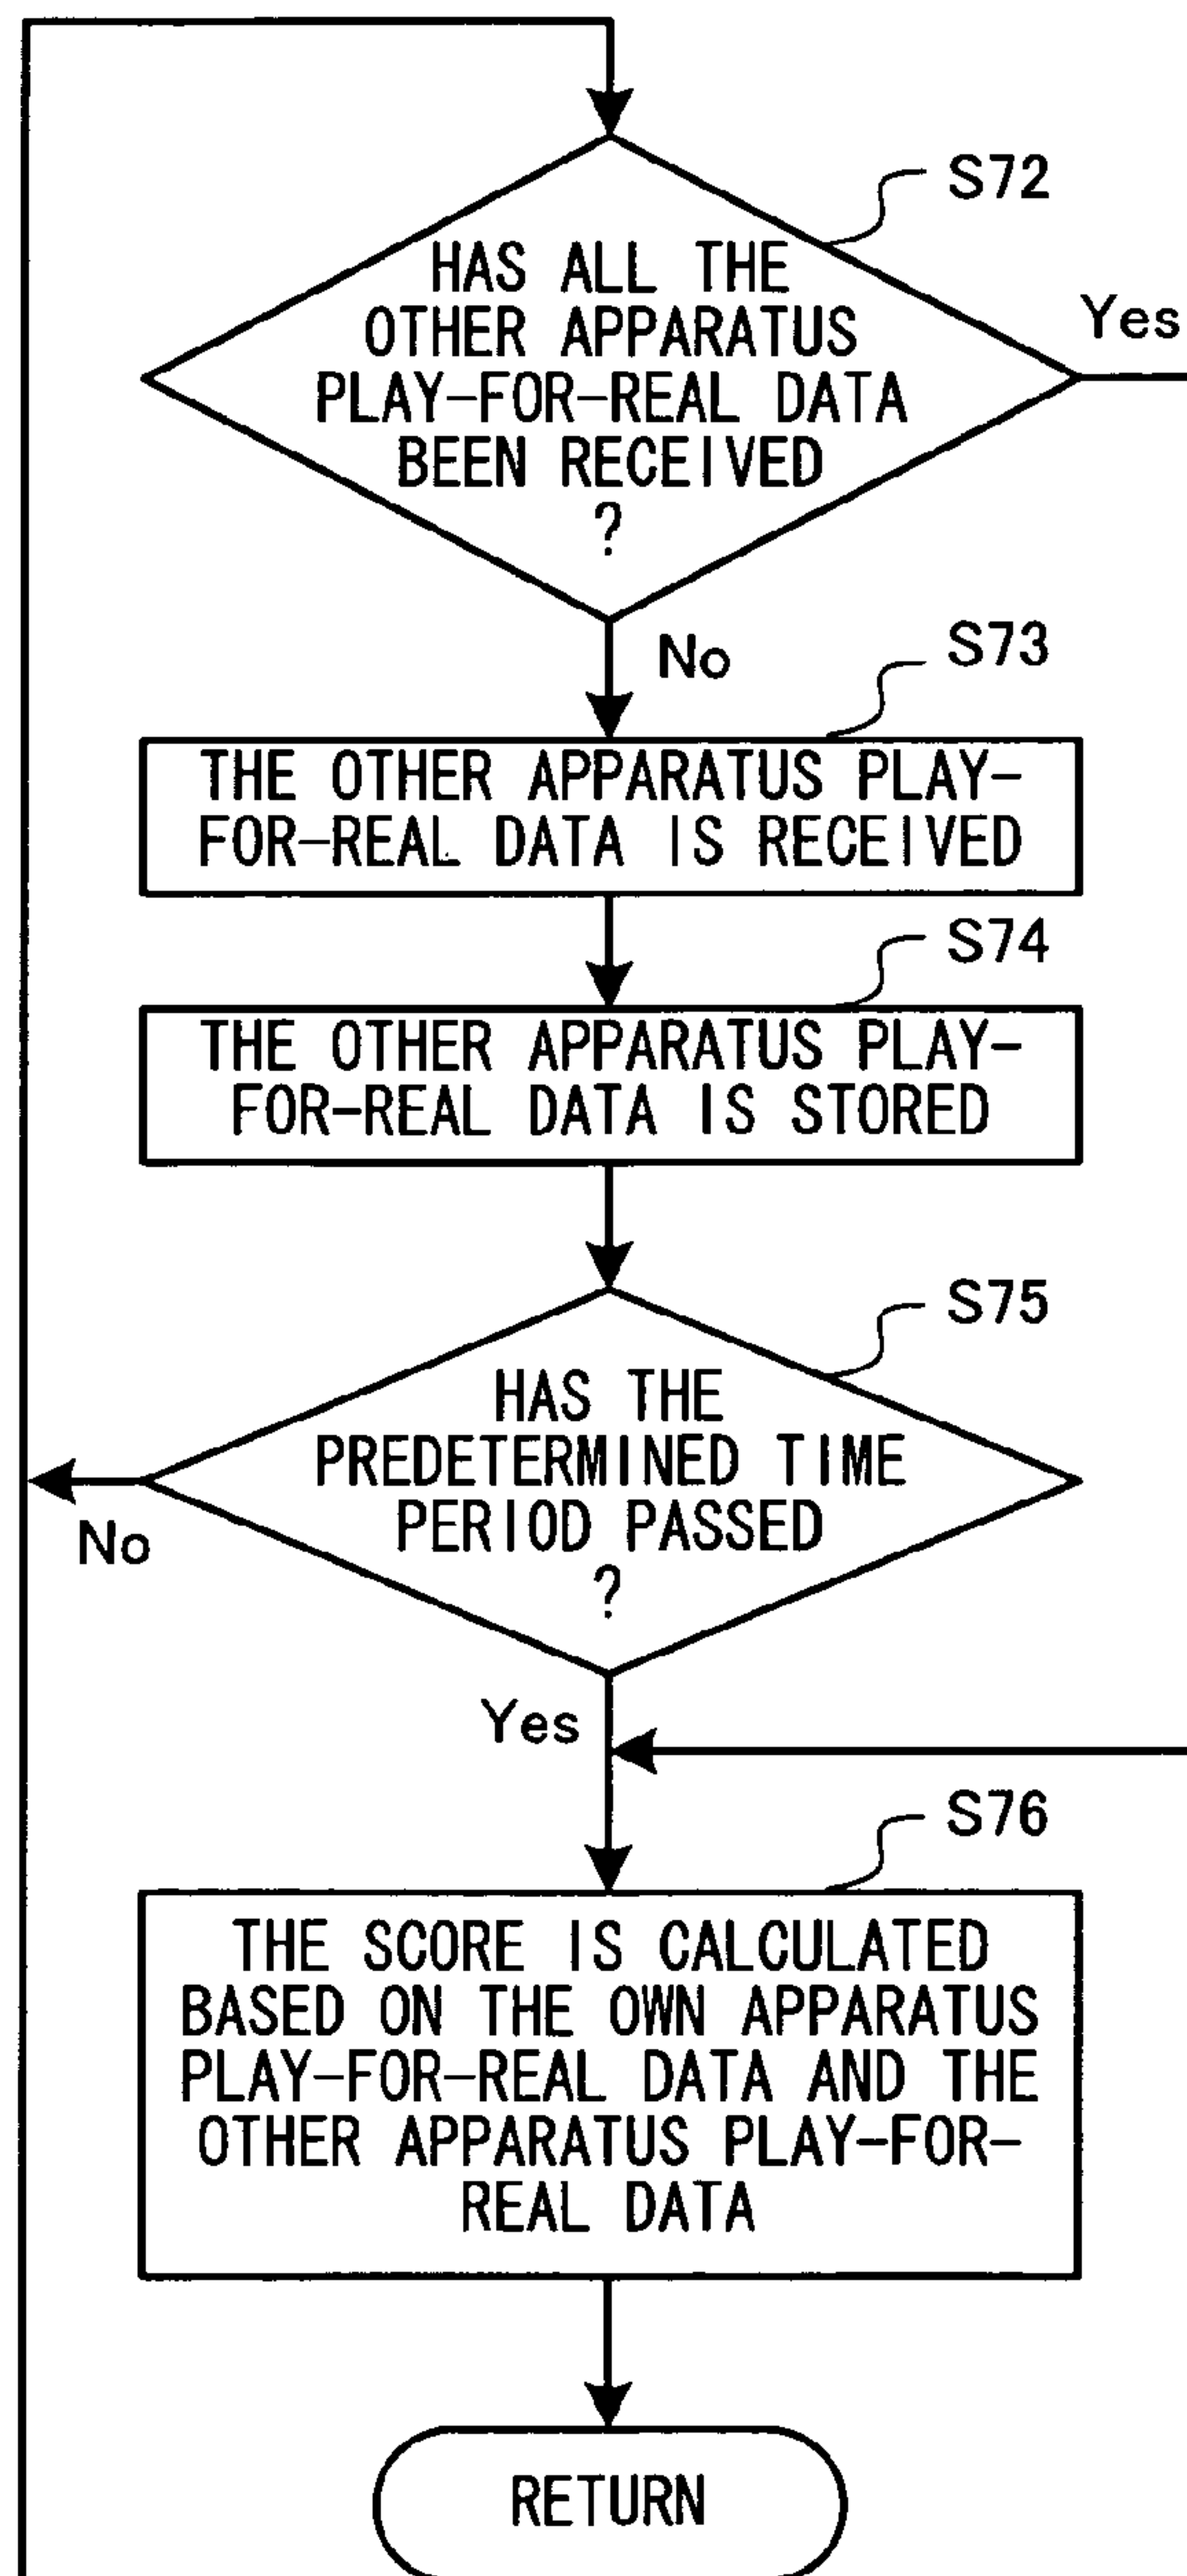 S72
HAS ALL THE
OTHER APPARATUS
PLAY-FOR-REAL DATA
BEEN RECEIVED
?
Yes
No
S73
THE OTHER APPARATUS PLAY-
FOR-REAL DATA IS RECEIVED
S74
THE OTHER APPARATUS PLAY-
FOR-REAL DATA IS STORED
S75
HAS THE
PREDETERMINED TIME
PERIOD PASSED
?
No
Yes
S76
THE SCORE IS CALCULATED
BASED ON THE OWN APPARATUS
PLAY-FOR-REAL DATA AND THE
OTHER APPARATUS PLAY-FOR-
REAL DATA
RETURN